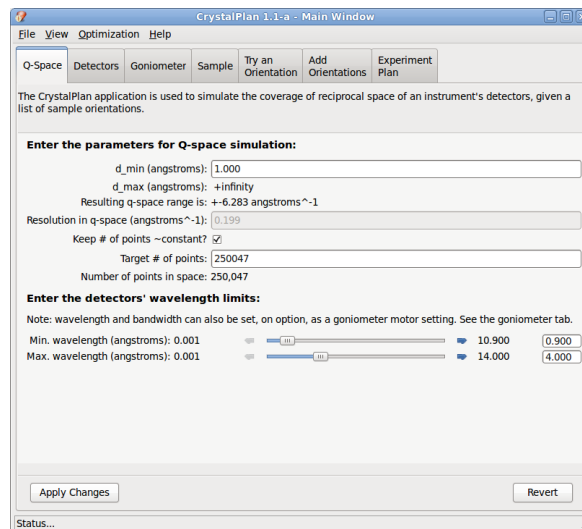 CrystalPlan 1.1-a - Main Window
File View Optimization Help
Q-Space Detectors Goniometer Sample Try an Orientation Add Orientations Experiment Plan
The CrystalPlan application is used to simulate the coverage of reciprocal space of an instrument's detectors, given a
list of sample orientations.
Enter the parameters for Q-space simulation:
d_min (angstroms): 1.000
d_max (angstroms): +infinity
Resulting q-space range is: +-6.283 angstroms^-1
Resolution in q-space (angstroms^-1): 0.199
Keep # of points ~constant?
Target # of points: 250047
Number of points in space: 250,047
Enter the detectors' wavelength limits:
Note: wavelength and bandwidth can also be set, on option, as a goniometer motor setting. See the goniometer tab.
Min. wavelength (angstroms): 0.001 10.900 0.900
Max. wavelength (angstroms): 0.001 14.000 4.000
Apply Changes Revert
Status...